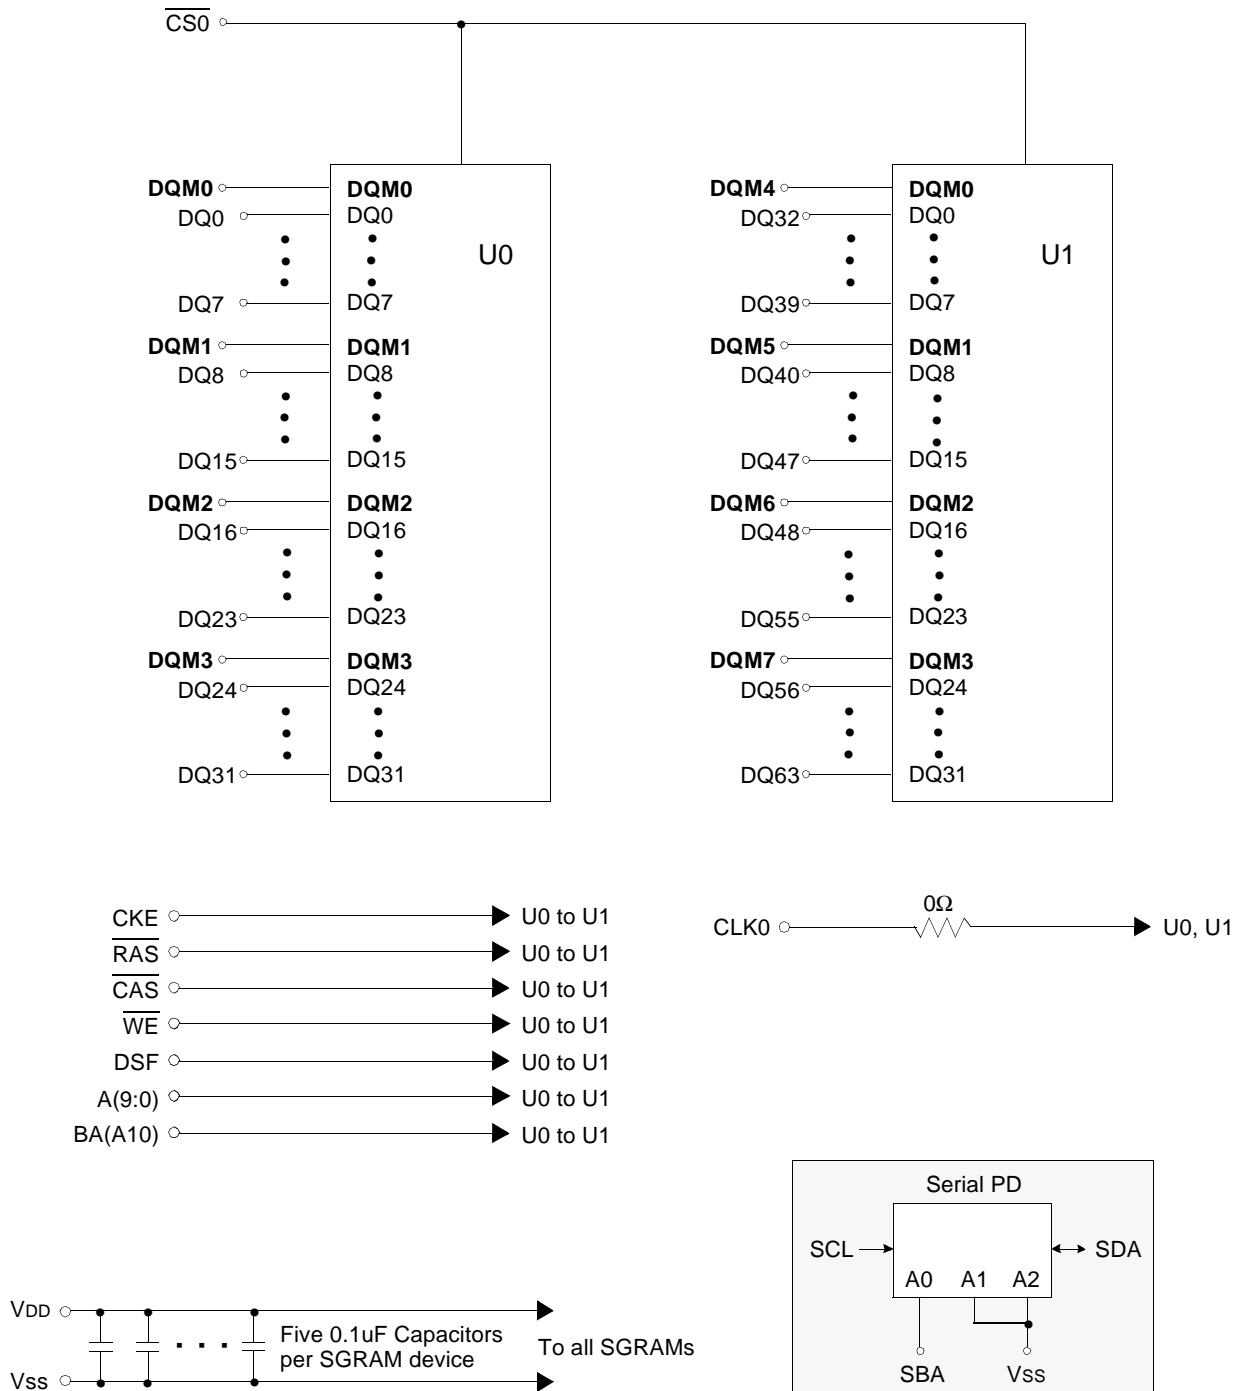 CS0
DQM0 DQM0
DQ0 DQ0
U0
DQ7 DQ7
DQM1 DQM1
DQ8 DQ8
DQ15 DQ15
DQM2 DQM2
DQ16 DQ16
DQ23 DQ23
DQM3 DQM3
DQ24 DQ24
DQ31 DQ31
DQM4 DQM0
DQ32 DQ0
U1
DQ39 DQ7
DQM5 DQM1
DQ40 DQ8
DQ47 DQ15
DQM6 DQM2
DQ48 DQ16
DQ55 DQ23
DQM7 DQM3
DQ56 DQ24
DQ63 DQ31
CKE U0 to U1
RAS U0 to U1
CAS U0 to U1
WE U0 to U1
DSF U0 to U1
A(9:0) U0 to U1
BA(A10) U0 to U1
0Ω
CLK0 U0, U1
VDD
Five 0.1uF Capacitors
per SGRAM device
To all SGRAMs
Vss
Serial PD
SCL SDA
A0 A1 A2
SBA Vss